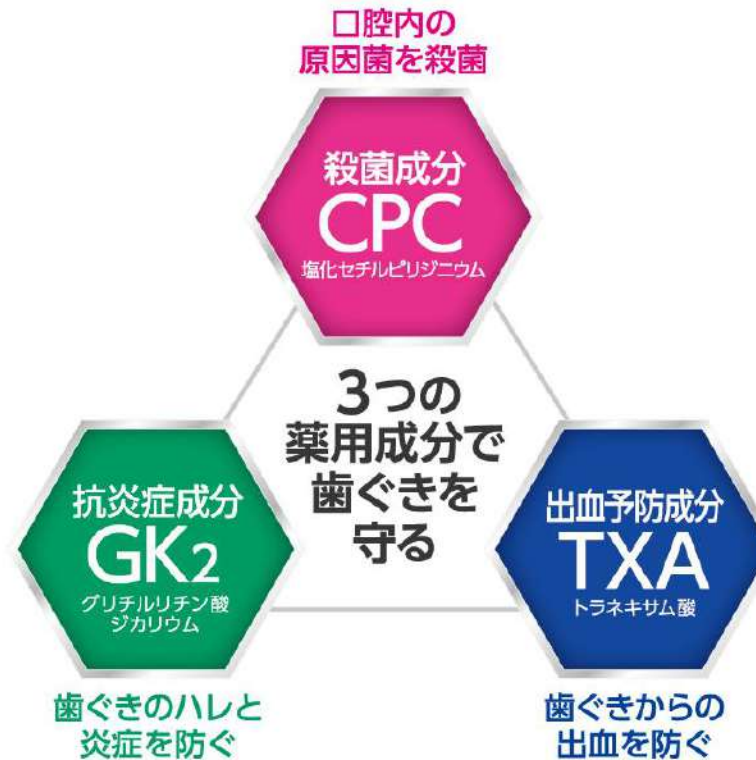 口腔内の
原因菌を殺菌
殺菌成分
CPC
塩化セチルピリジニウム
3つの
薬用成分で
歯ぐきを
守る
抗炎症成分
GK2
グリチルリチン酸
ジカリウム
歯ぐきのハレと
炎症を防ぐ
出血予防成分
TXA
トラネキサム酸
歯ぐきからの
出血を防ぐ